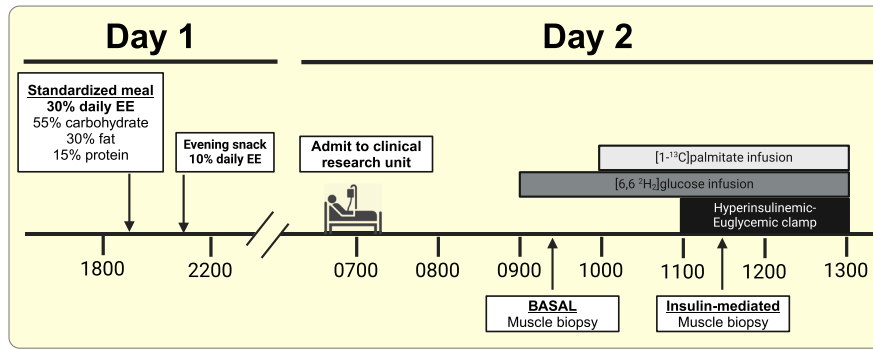 Day 1
Day 2
Standardized meal
30% daily EE
55% carbohydrate
30% fat
15% protein
Evening snack
10% daily EE
Admit to clinical
research unit
[1-¹³C]palmitate infusion
[6,6 ²H₂]glucose infusion
Hyperinsulinemic-
Euglycemic clamp
1800
2200
0700
0800
0900
1000
1100
1200
1300
BASAL
Muscle biopsy
Insulin-mediated
Muscle biopsy